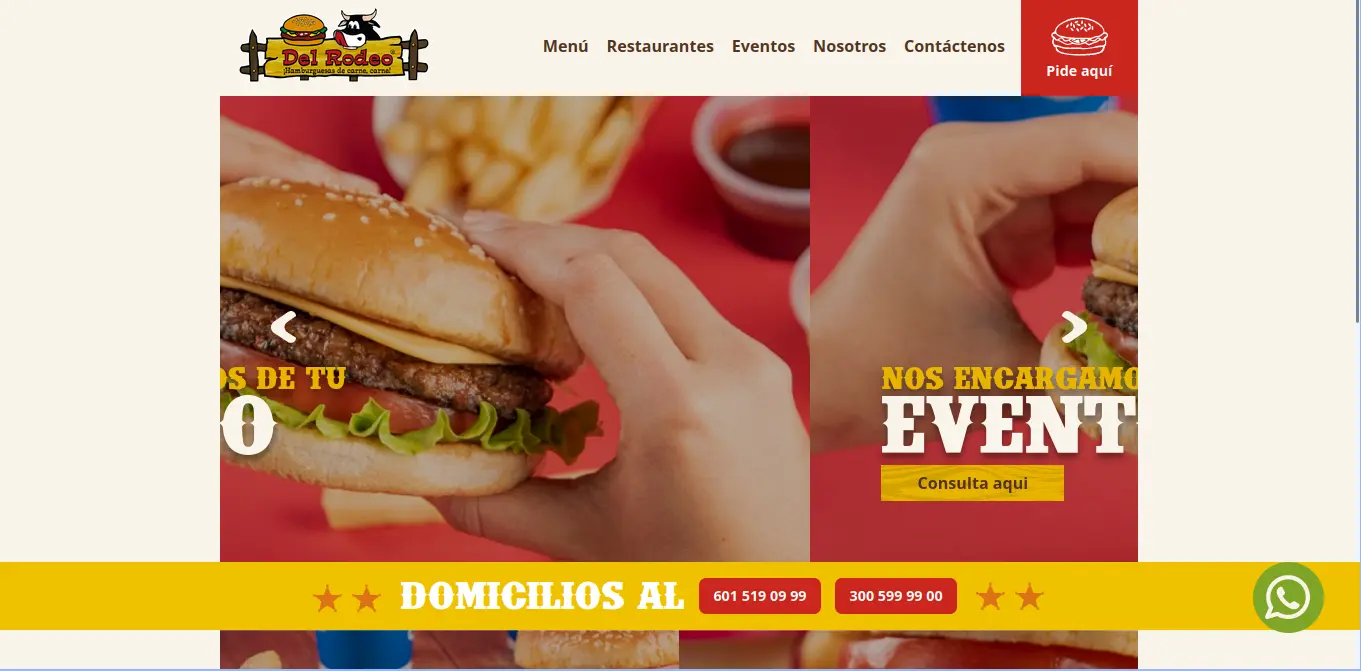 Del Rodeo
¡Hamburguesas de carne, carne!
Menú
Restaurantes
Eventos
Nosotros
Contáctenos
Pide aquí
OS DE TU
O
NOS ENCARGAMO
EVENT
Consulta aqui
DOMICILIOS AL
601 519 09 99
300 599 99 00